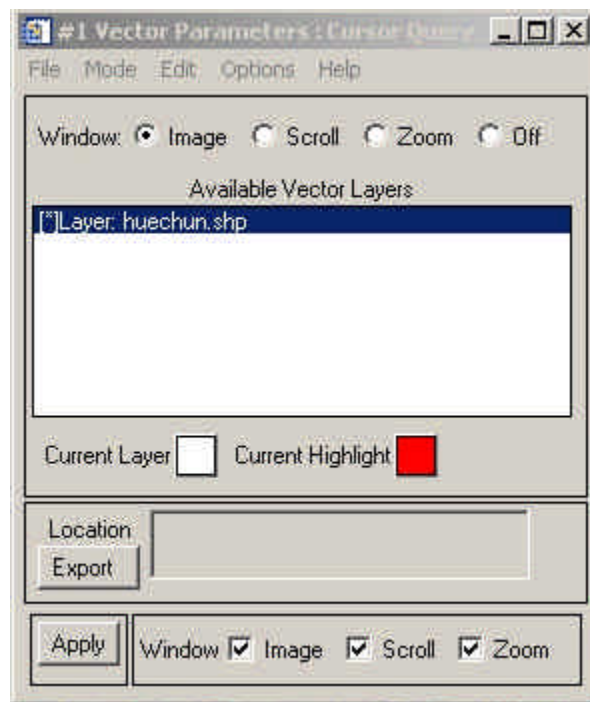 #1 Vector Parameters: Cursor Query
File Mode Edit Options Help
Window: Image Scroll Zoom Off
Available Vector Layers
[*]Layer: huechun.shp
Current Layer Current Highlight
Location
Export
Apply Window Image Scroll Zoom